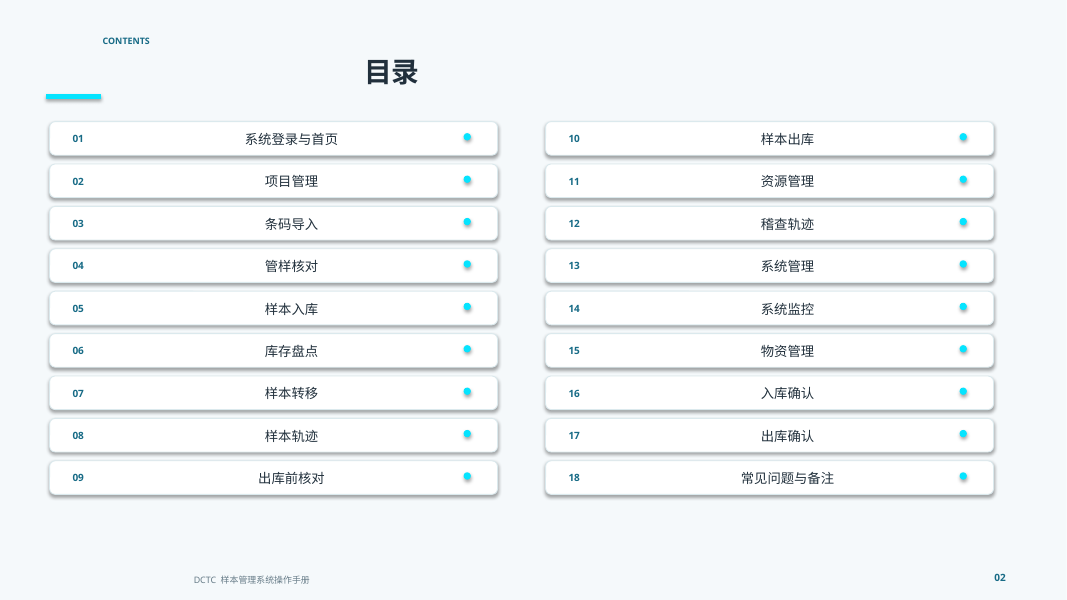 CONTENTS
目录
01 系统登录与首页
02 项目管理
03 条码导入
04 管样核对
05 样本入库
06 库存盘点
07 样本转移
08 样本轨迹
09 出库前核对
10 样本出库
11 资源管理
12 稽查轨迹
13 系统管理
14 系统监控
15 物资管理
16 入库确认
17 出库确认
18 常见问题与备注
DCTC 样本管理系统操作手册
02